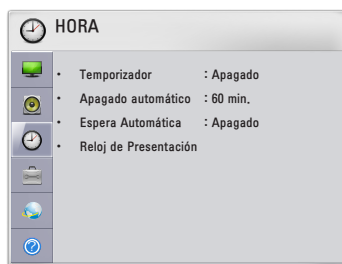 HORA
• Temporizador : Apagado
• Apagado automático : 60 min.
• Espera Automática : Apagado
• Reloj de Presentación